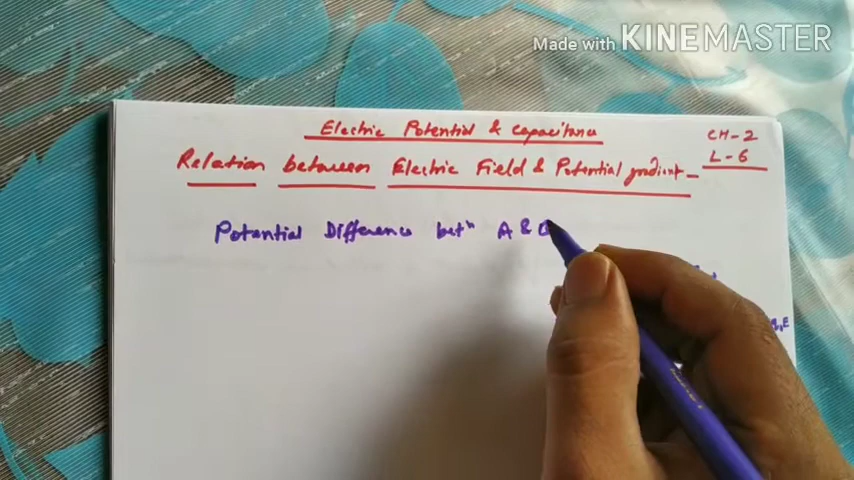 Made with KINEMASTER
Electric Potential & Capacitance
CH-2
L-6
Relation between Electric Field & Potential gradient-
Potential Difference betⁿ A &